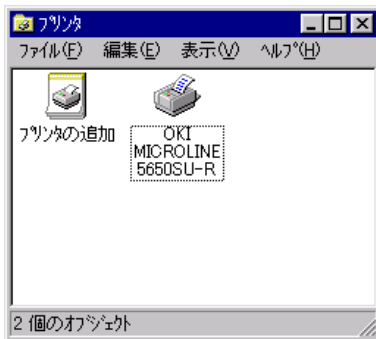 プリンタ
ファイル(F) 編集(E) 表示(V) ヘルプ(H)
プリンタの追加
OKI
MICROLINE
5650SU-R
2 個のオブジェクト